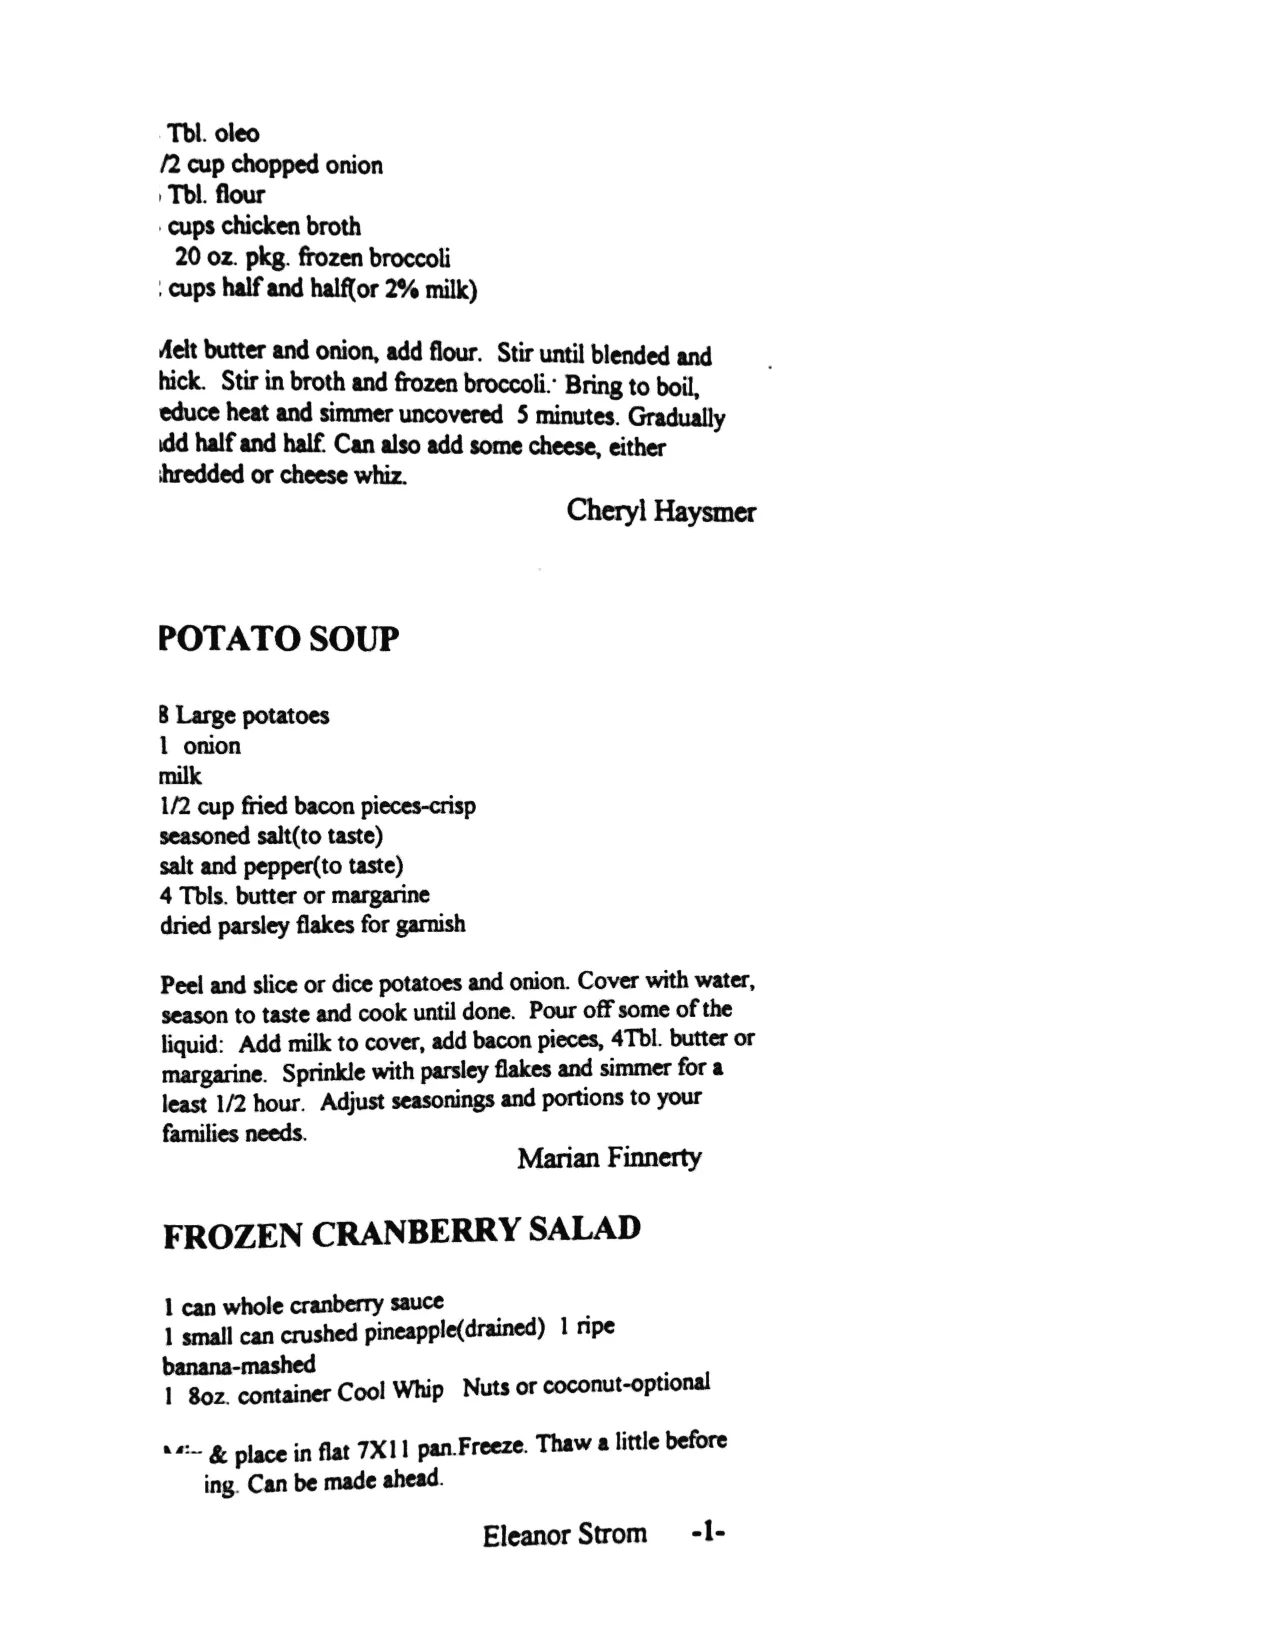 Tbl. oleo
/2 cup chopped onion
Tbl. flour
cups chicken broth
20 oz. pkg. frozen broccoli
cups half and half(or 2% milk)
Melt butter and onion, add flour. Stir until blended and
hick. Stir in broth and frozen broccoli. Bring to boil,
educe heat and simmer uncovered 5 minutes. Gradually
add half and half. Can also add some cheese, either
shredded or cheese whiz.
Cheryl Haysmer
POTATO SOUP
8 Large potatoes
1 onion
milk
1/2 cup fried bacon pieces-crisp
seasoned salt(to taste)
salt and pepper(to taste)
4 Tbls. butter or margarine
dried parsley flakes for garnish
Peel and slice or dice potatoes and onion. Cover with water,
season to taste and cook until done. Pour off some of the
liquid: Add milk to cover, add bacon pieces, 4Tbl. butter or
margarine. Sprinkle with parsley flakes and simmer for a
least 1/2 hour. Adjust seasonings and portions to your
families needs.
Marian Finnerty
FROZEN CRANBERRY SALAD
1 can whole cranberry sauce
1 small can crushed pineapple(drained) 1 ripe
banana-mashed
1 8oz. container Cool Whip Nuts or coconut-optional
& place in flat 7X11 pan.Freeze. Thaw a little before
ing. Can be made ahead.
Eleanor Strom -1-